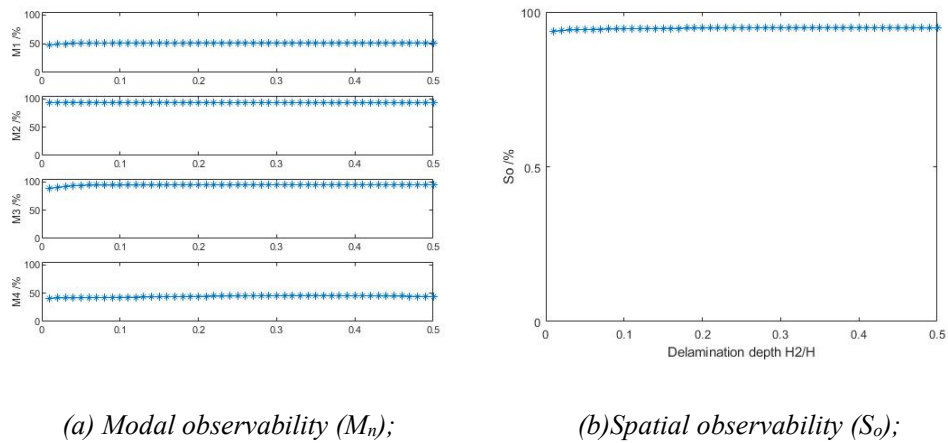 100
M1 /%
50
0
0 0.1 0.2 0.3 0.4 0.5
100
M2 /%
50
0
0 0.1 0.2 0.3 0.4 0.5
100
M3 /%
50
0
0 0.1 0.2 0.3 0.4 0.5
100
M4 /%
50
0
0 0.1 0.2 0.3 0.4 0.5
100
So /%
0.5
0
0 0.1 0.2 0.3 0.4 0.5
Delamination depth H2/H
(a) Modal observability (Mn);
(b)Spatial observability (So);